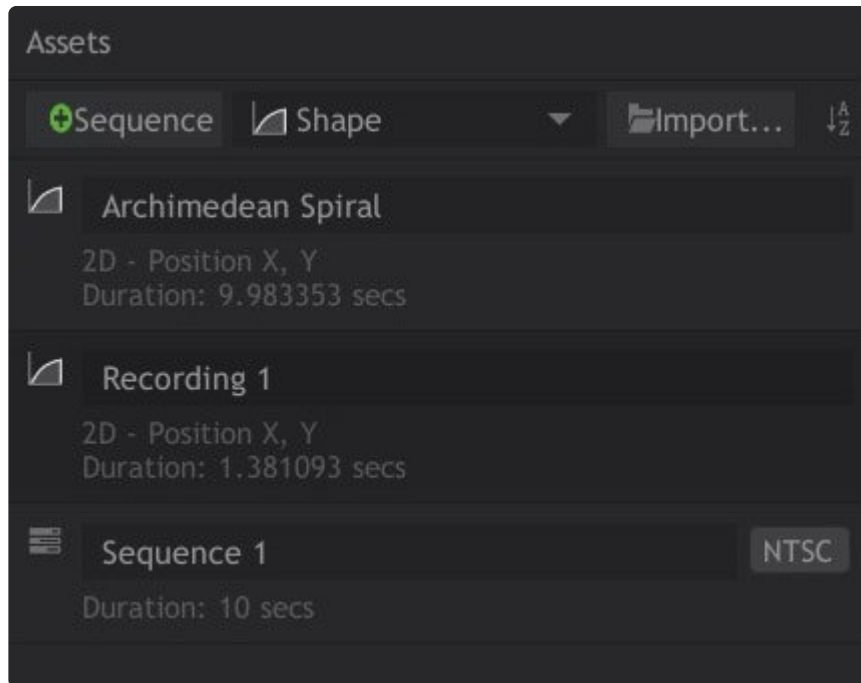 Assets
Sequence Shape Import... AZ
Archimedean Spiral
2D - Position X, Y
Duration: 9.983353 secs
Recording 1
2D - Position X, Y
Duration: 1.381093 secs
Sequence 1 NTSC
Duration: 10 secs